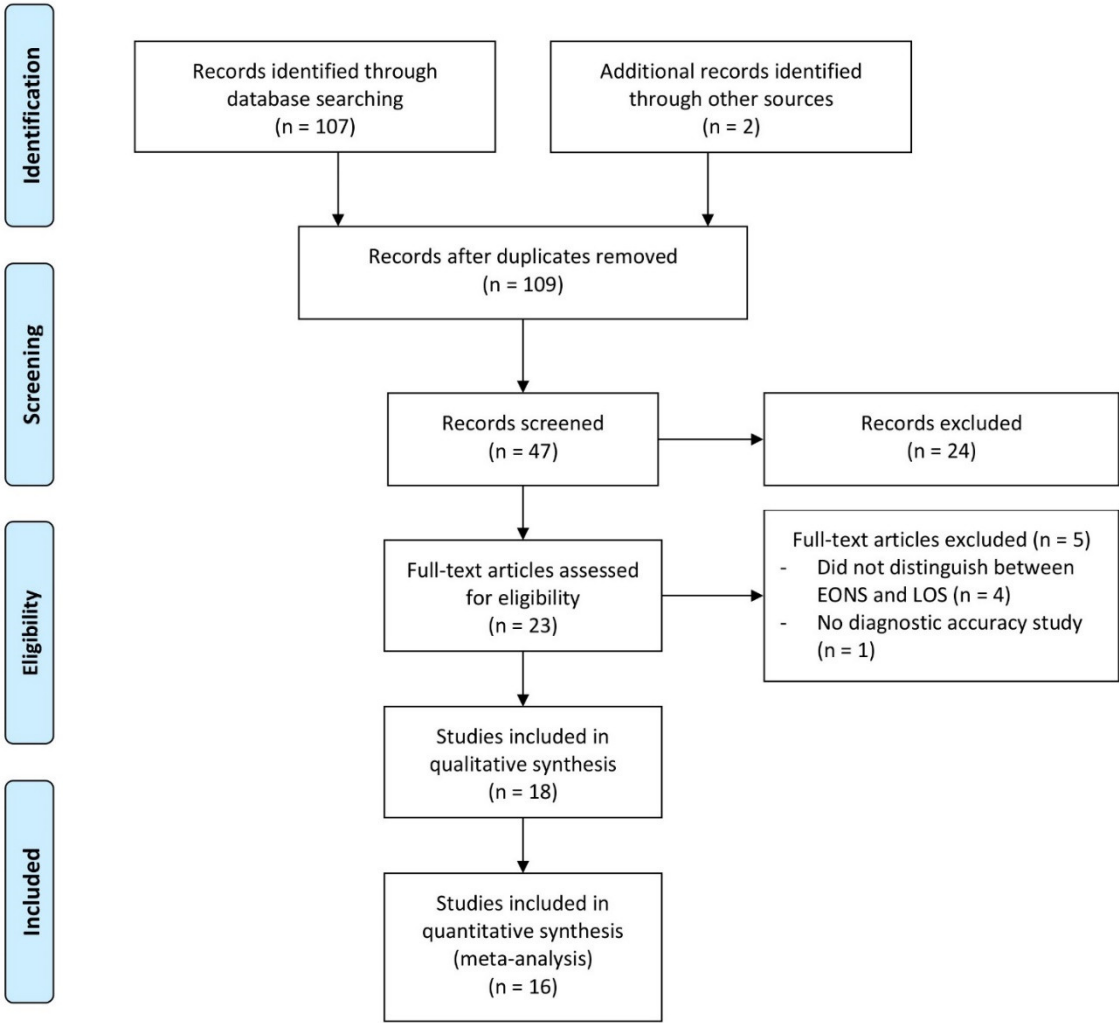 Identification
Records identified through
database searching
(n = 107)
Additional records identified
through other sources
(n = 2)
Records after duplicates removed
(n = 109)
Screening
Records screened
(n = 47)
Records excluded
(n = 24)
Eligibility
Full-text articles assessed
for eligibility
(n = 23)
Full-text articles excluded (n = 5)
- Did not distinguish between
EONS and LOS (n = 4)
- No diagnostic accuracy study
(n = 1)
Studies included in
qualitative synthesis
(n = 18)
Included
Studies included in
quantitative synthesis
(meta-analysis)
(n = 16)